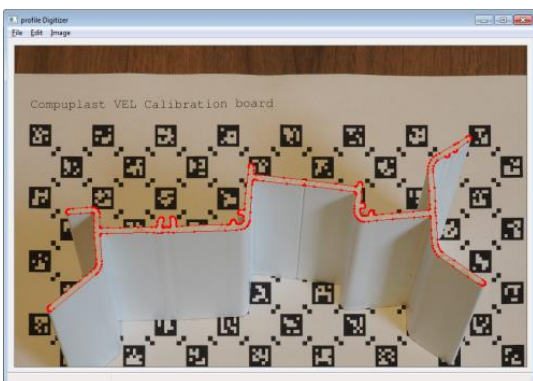 profile Digitizer
File Edit Image
Compuplast VEL Calibration board